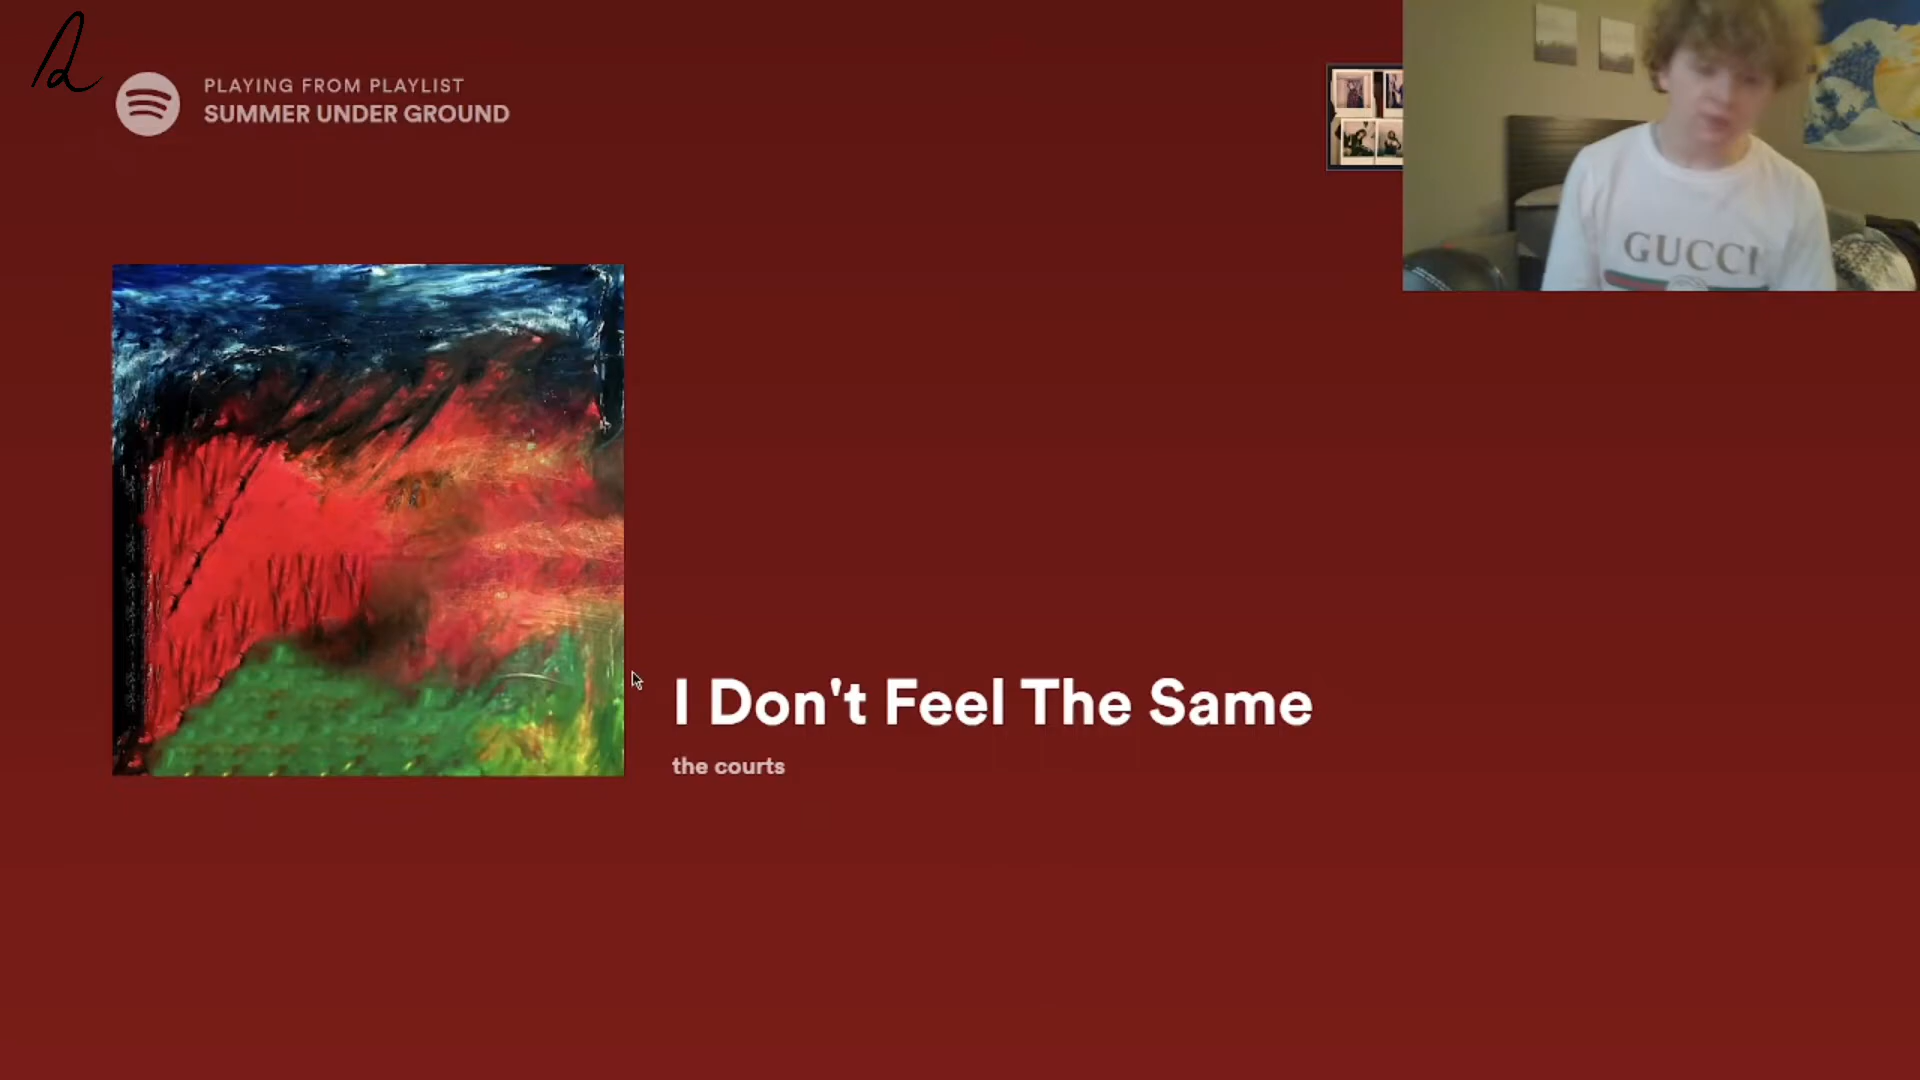 PLAYING FROM PLAYLIST
SUMMER UNDER GROUND
GUCCI
I Don't Feel The Same
the courts